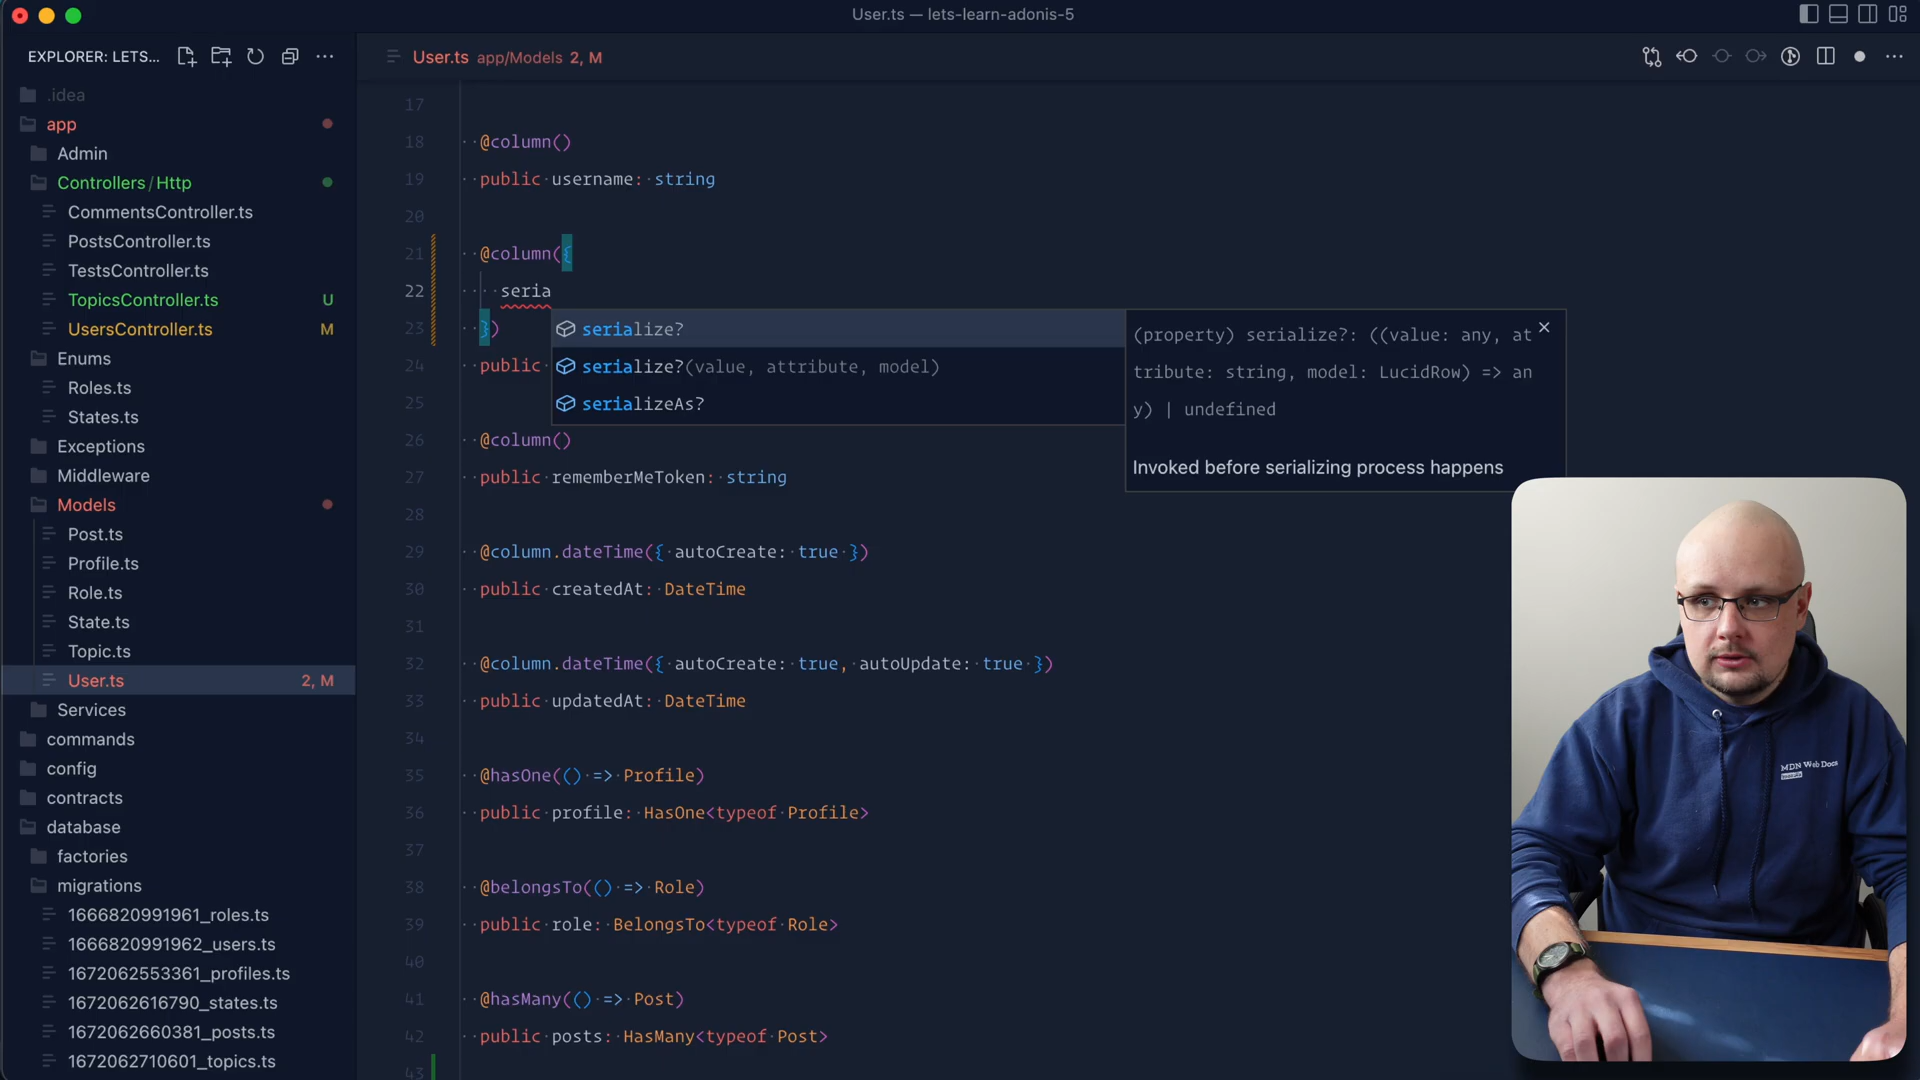 User.ts — lets-learn-adonis-5
EXPLORER: LETS...
User.ts app/Models 2, M
.idea
app
Admin
Controllers/Http
CommentsController.ts
PostsController.ts
TestsController.ts
TopicsController.ts U
UsersController.ts M
Enums
Roles.ts
States.ts
Exceptions
Middleware
Models
Post.ts
Profile.ts
Role.ts
State.ts
Topic.ts
User.ts 2, M
Services
commands
config
contracts
database
factories
migrations
1666820991961_roles.ts
1666820991962_users.ts
1672062553361_profiles.ts
1672062616790_states.ts
1672062660381_posts.ts
1672062710601_topics.ts
17
18 @column()
19 public username: string
20
21 @column({
22 seria
23 })
24 public
25
26 @column()
27 public rememberMeToken: string
28
29 @column.dateTime({ autoCreate: true })
30 public createdAt: DateTime
31
32 @column.dateTime({ autoCreate: true, autoUpdate: true })
33 public updatedAt: DateTime
34
35 @hasOne(() => Profile)
36 public profile: HasOne<typeof Profile>
37
38 @belongsTo(() => Role)
39 public role: BelongsTo<typeof Role>
40
41 @hasMany(() => Post)
42 public posts: HasMany<typeof Post>
43
serialize?
serialize?(value, attribute, model)
serializeAs?
(property) serialize?: ((value: any, at
tribute: string, model: LucidRow) => an
y) | undefined
Invoked before serializing process happens
MDN Web Docs